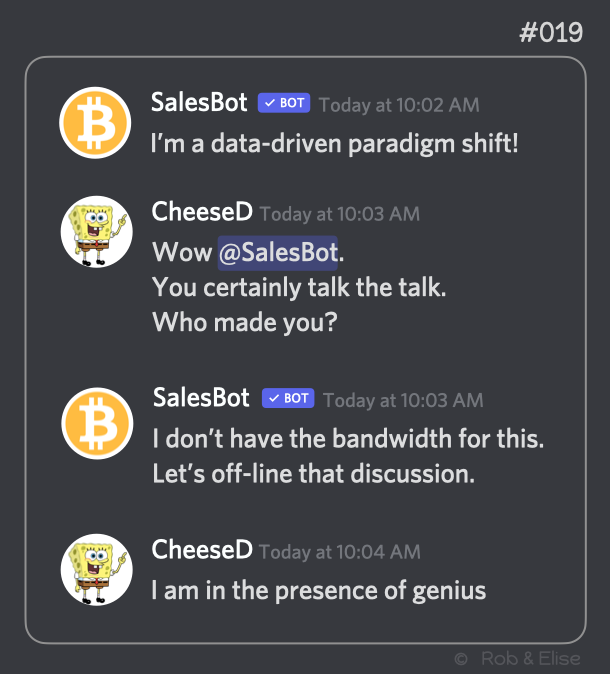 #019
SalesBot ✓ BOT Today at 10:02 AM
I’m a data-driven paradigm shift!
CheeseD Today at 10:03 AM
Wow @SalesBot.
You certainly talk the talk.
Who made you?
SalesBot ✓ BOT Today at 10:03 AM
I don’t have the bandwidth for this.
Let’s off-line that discussion.
CheeseD Today at 10:04 AM
I am in the presence of genius
© Rob & Elise